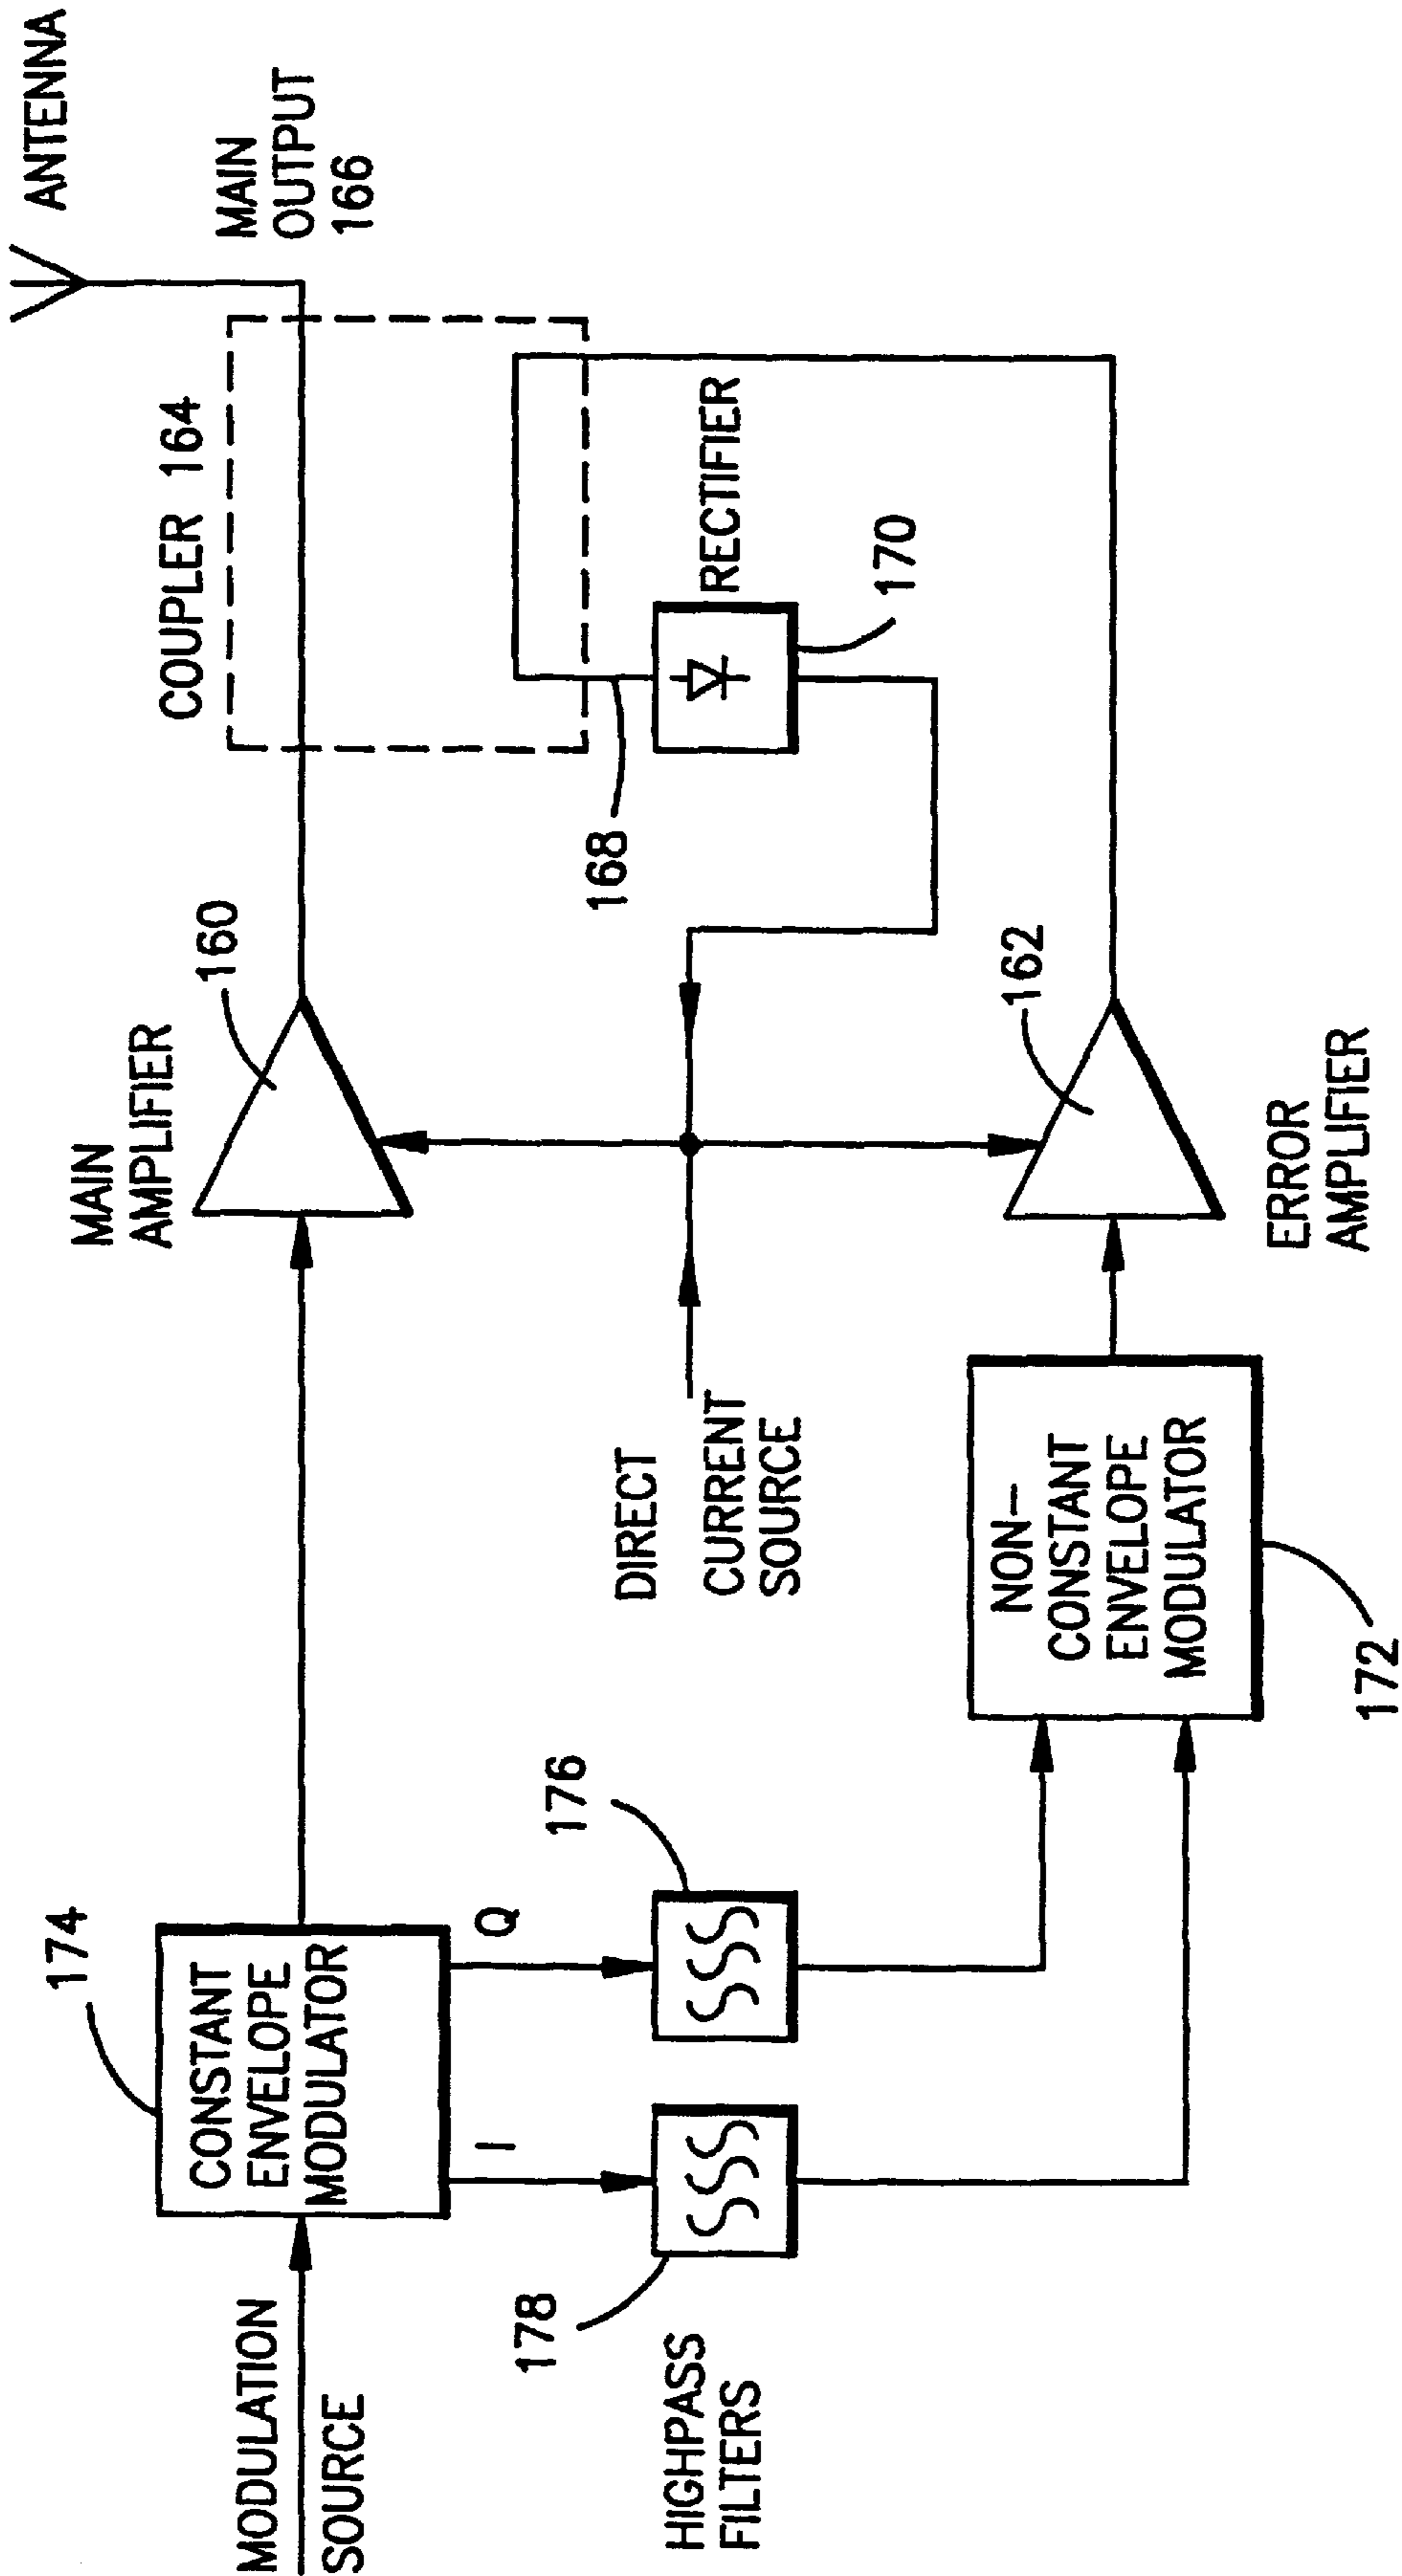 MODULATION
SOURCE
174
CONSTANT
ENVELOPE
MODULATOR
I
Q
178
176
HIGHPASS
FILTERS
NON-
CONSTANT
ENVELOPE
MODULATOR
172
DIRECT
CURRENT
SOURCE
MAIN
AMPLIFIER
160
162
ERROR
AMPLIFIER
COUPLER 164
168
RECTIFIER
170
MAIN
OUTPUT
166
ANTENNA